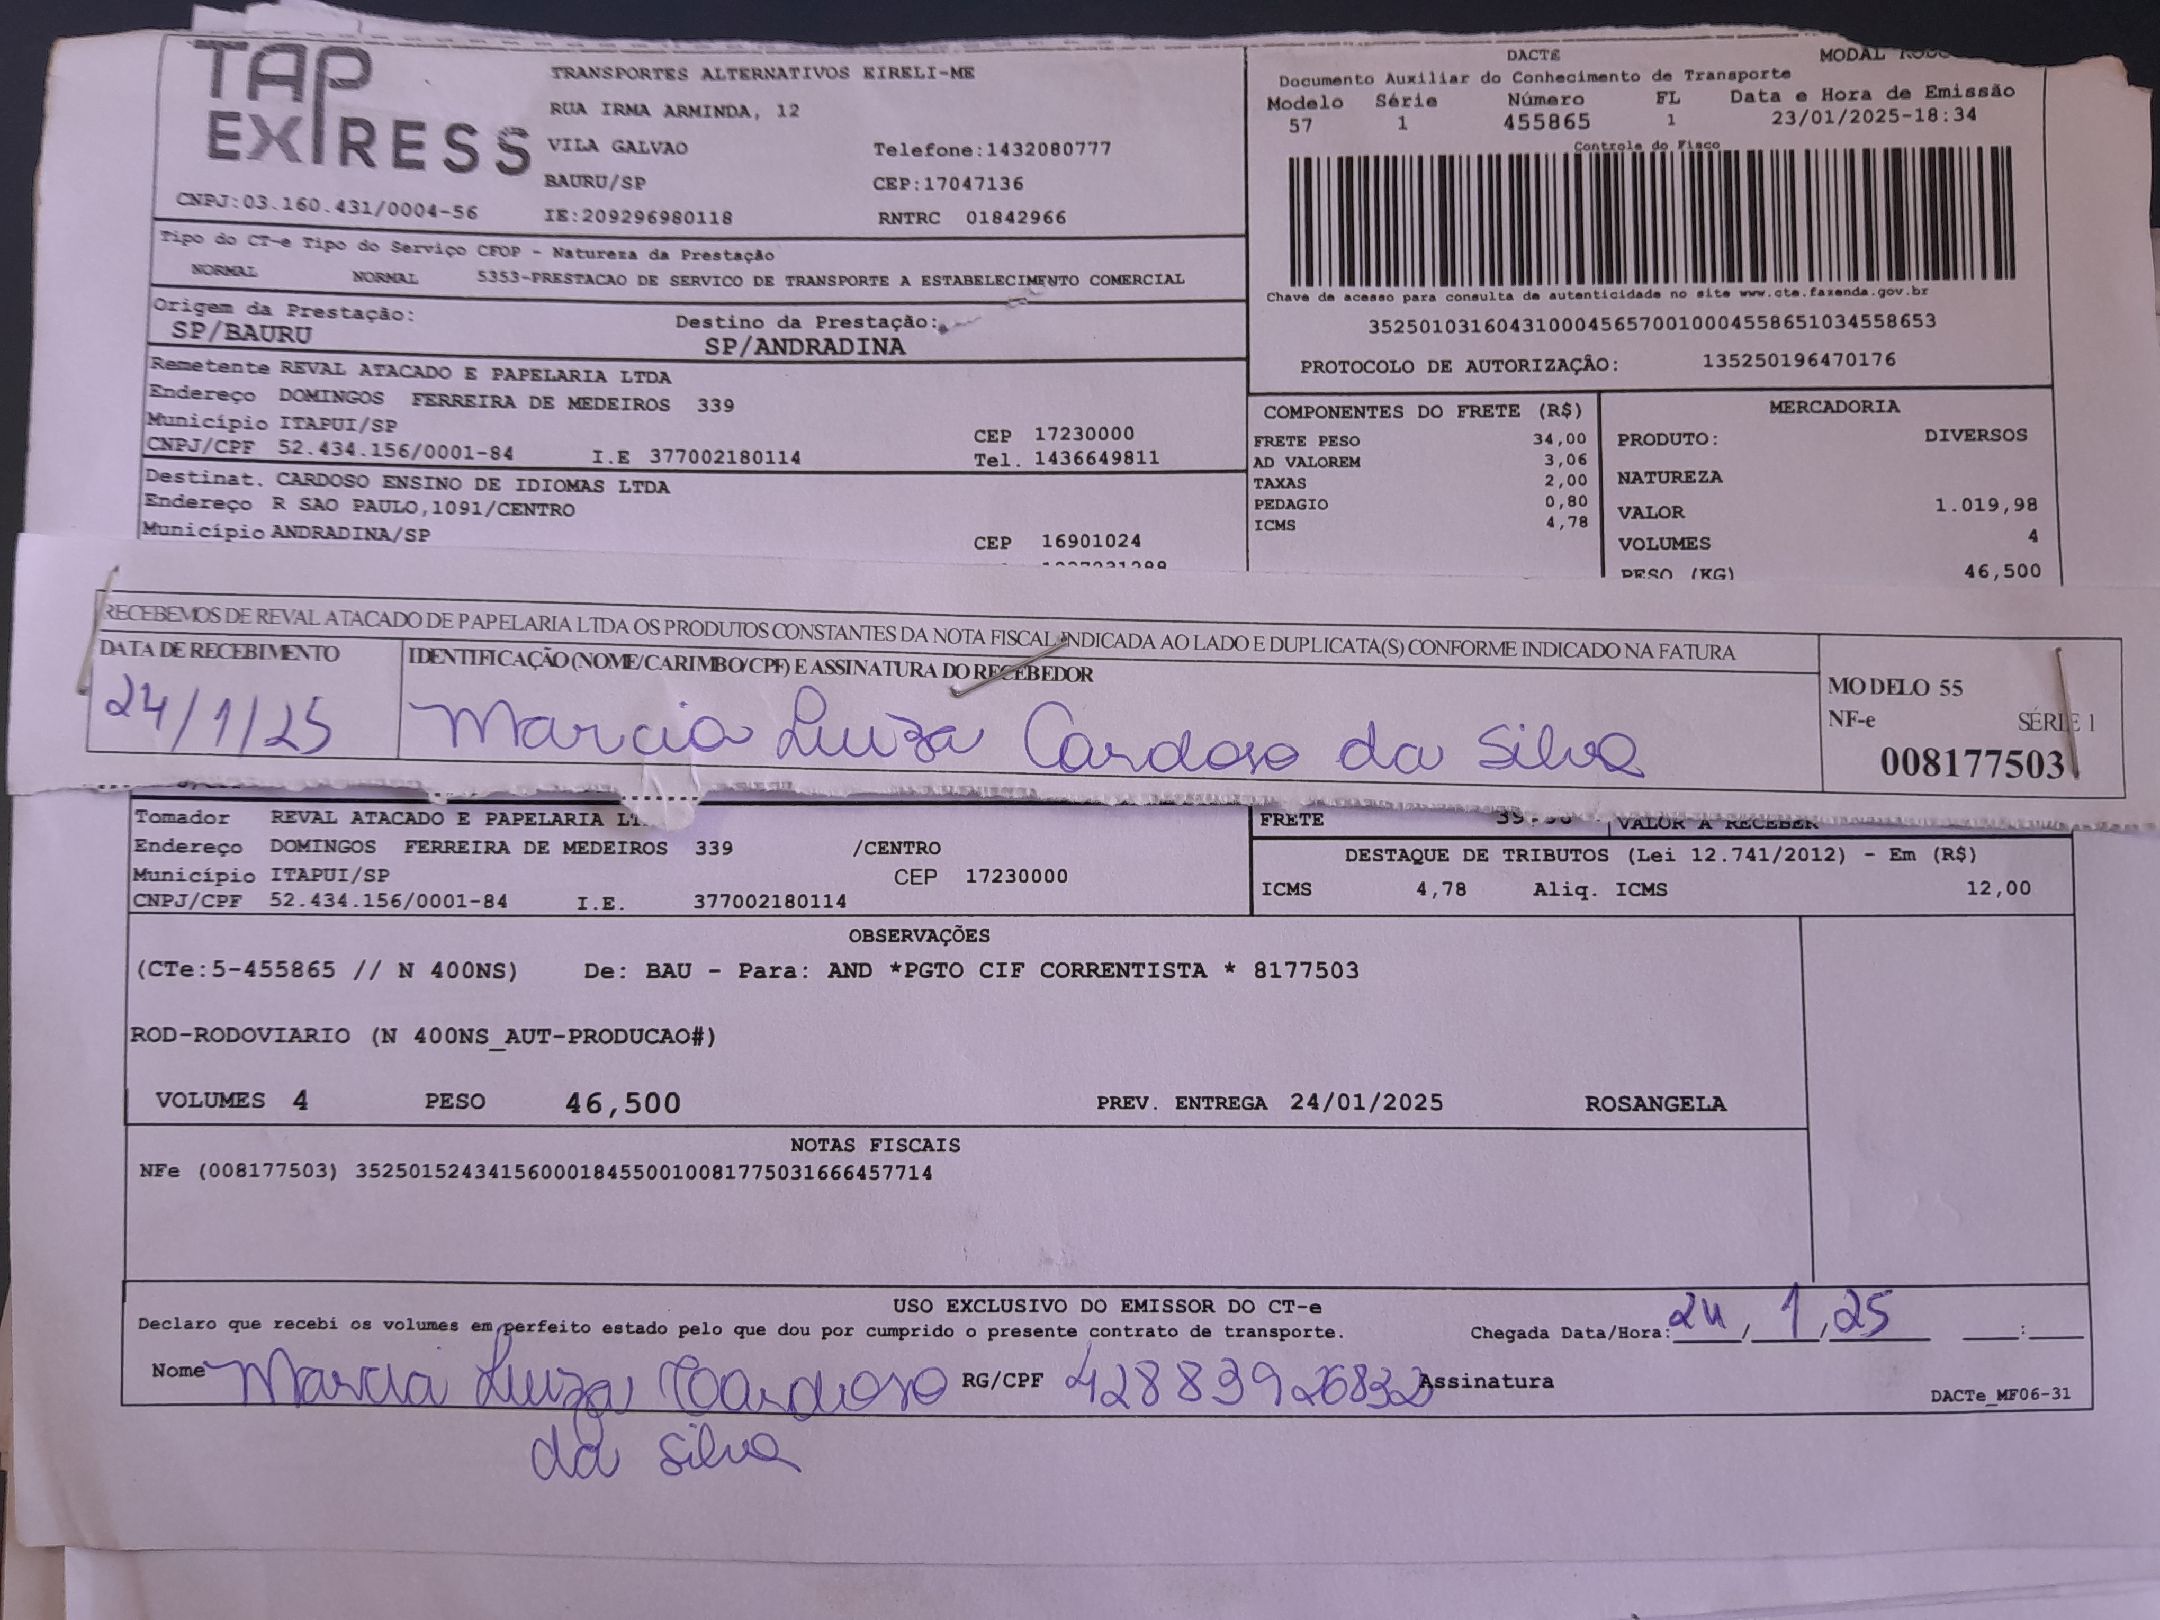 TAP EXPRESS
TRANSPORTES ALTERNATIVOS EIRELI-ME
RUA IRMA ARMINDA, 12
VILA GALVAO Telefone:1432080777
BAURU/SP CEP:17047136
CNPJ:03.160.431/0004-56 IE:209296980118 RNTRC 01842966
DACTE MODAL
Documento Auxiliar do Conhecimento de Transporte
Modelo Série Número FL Data e Hora de Emissão
57 1 455865 1 23/01/2025-18:34
Controle do Fisco
Chave de acesso para consulta de autenticidade no site www.cte.fazenda.gov.br
35250103160431000456570010004558651034558653
PROTOCOLO DE AUTORIZAÇÃO: 135250196470176
Tipo do CT-e Tipo do Serviço CFOP - Natureza da Prestação
NORMAL NORMAL 5353-PRESTACAO DE SERVICO DE TRANSPORTE A ESTABELECIMENTO COMERCIAL
Origem da Prestação: Destino da Prestação:
SP/BAURU SP/ANDRADINA
Remetente REVAL ATACADO E PAPELARIA LTDA
Endereço DOMINGOS FERREIRA DE MEDEIROS 339
Município ITAPUI/SP CEP 17230000
CNPJ/CPF 52.434.156/0001-84 I.E 377002180114 Tel. 1436649811
Destinat. CARDOSO ENSINO DE IDIOMAS LTDA
Endereço R SAO PAULO,1091/CENTRO
Município ANDRADINA/SP CEP 16901024
COMPONENTES DO FRETE (R$)
FRETE PESO 34,00
AD VALOREM 3,06
TAXAS 2,00
PEDAGIO 0,80
ICMS 4,78
MERCADORIA
PRODUTO: DIVERSOS
NATUREZA
VALOR 1.019,98
VOLUMES 4
PESO (KG) 46,500
RECEBEMOS DE REVAL ATACADO DE PAPELARIA LTDA OS PRODUTOS CONSTANTES DA NOTA FISCAL INDICADA AO LADO E DUPLICATA(S) CONFORME INDICADO NA FATURA
DATA DE RECEBIMENTO IDENTIFICAÇÃO (NOME/CARIMBO/CPF) E ASSINATURA DO RECEBEDOR
24/1/25 Marcia Luiza Cardoso da Silva
MODELO 55
NF-e SÉRIE 1
008177503
Tomador REVAL ATACADO E PAPELARIA
Endereço DOMINGOS FERREIRA DE MEDEIROS 339 /CENTRO
Município ITAPUI/SP CEP 17230000
CNPJ/CPF 52.434.156/0001-84 I.E. 377002180114
FRETE VALOR A RECEBER
DESTAQUE DE TRIBUTOS (Lei 12.741/2012) - Em (R$)
ICMS 4,78 Aliq. ICMS 12,00
OBSERVAÇÕES
(CTe:5-455865 // N 400NS) De: BAU - Para: AND *PGTO CIF CORRENTISTA * 8177503
ROD-RODOVIARIO (N 400NS_AUT-PRODUCAO#)
VOLUMES 4 PESO 46,500 PREV. ENTREGA 24/01/2025 ROSANGELA
NOTAS FISCAIS
NFe (008177503) 35250152434156000184550010081775031666457714
USO EXCLUSIVO DO EMISSOR DO CT-e
Declaro que recebi os volumes em perfeito estado pelo que dou por cumprido o presente contrato de transporte. Chegada Data/Hora: 24/1/25 __:__
Nome Marcia Luiza Cardoso RG/CPF 42883926832 Assinatura
da Silva
DACTe_MF06-31